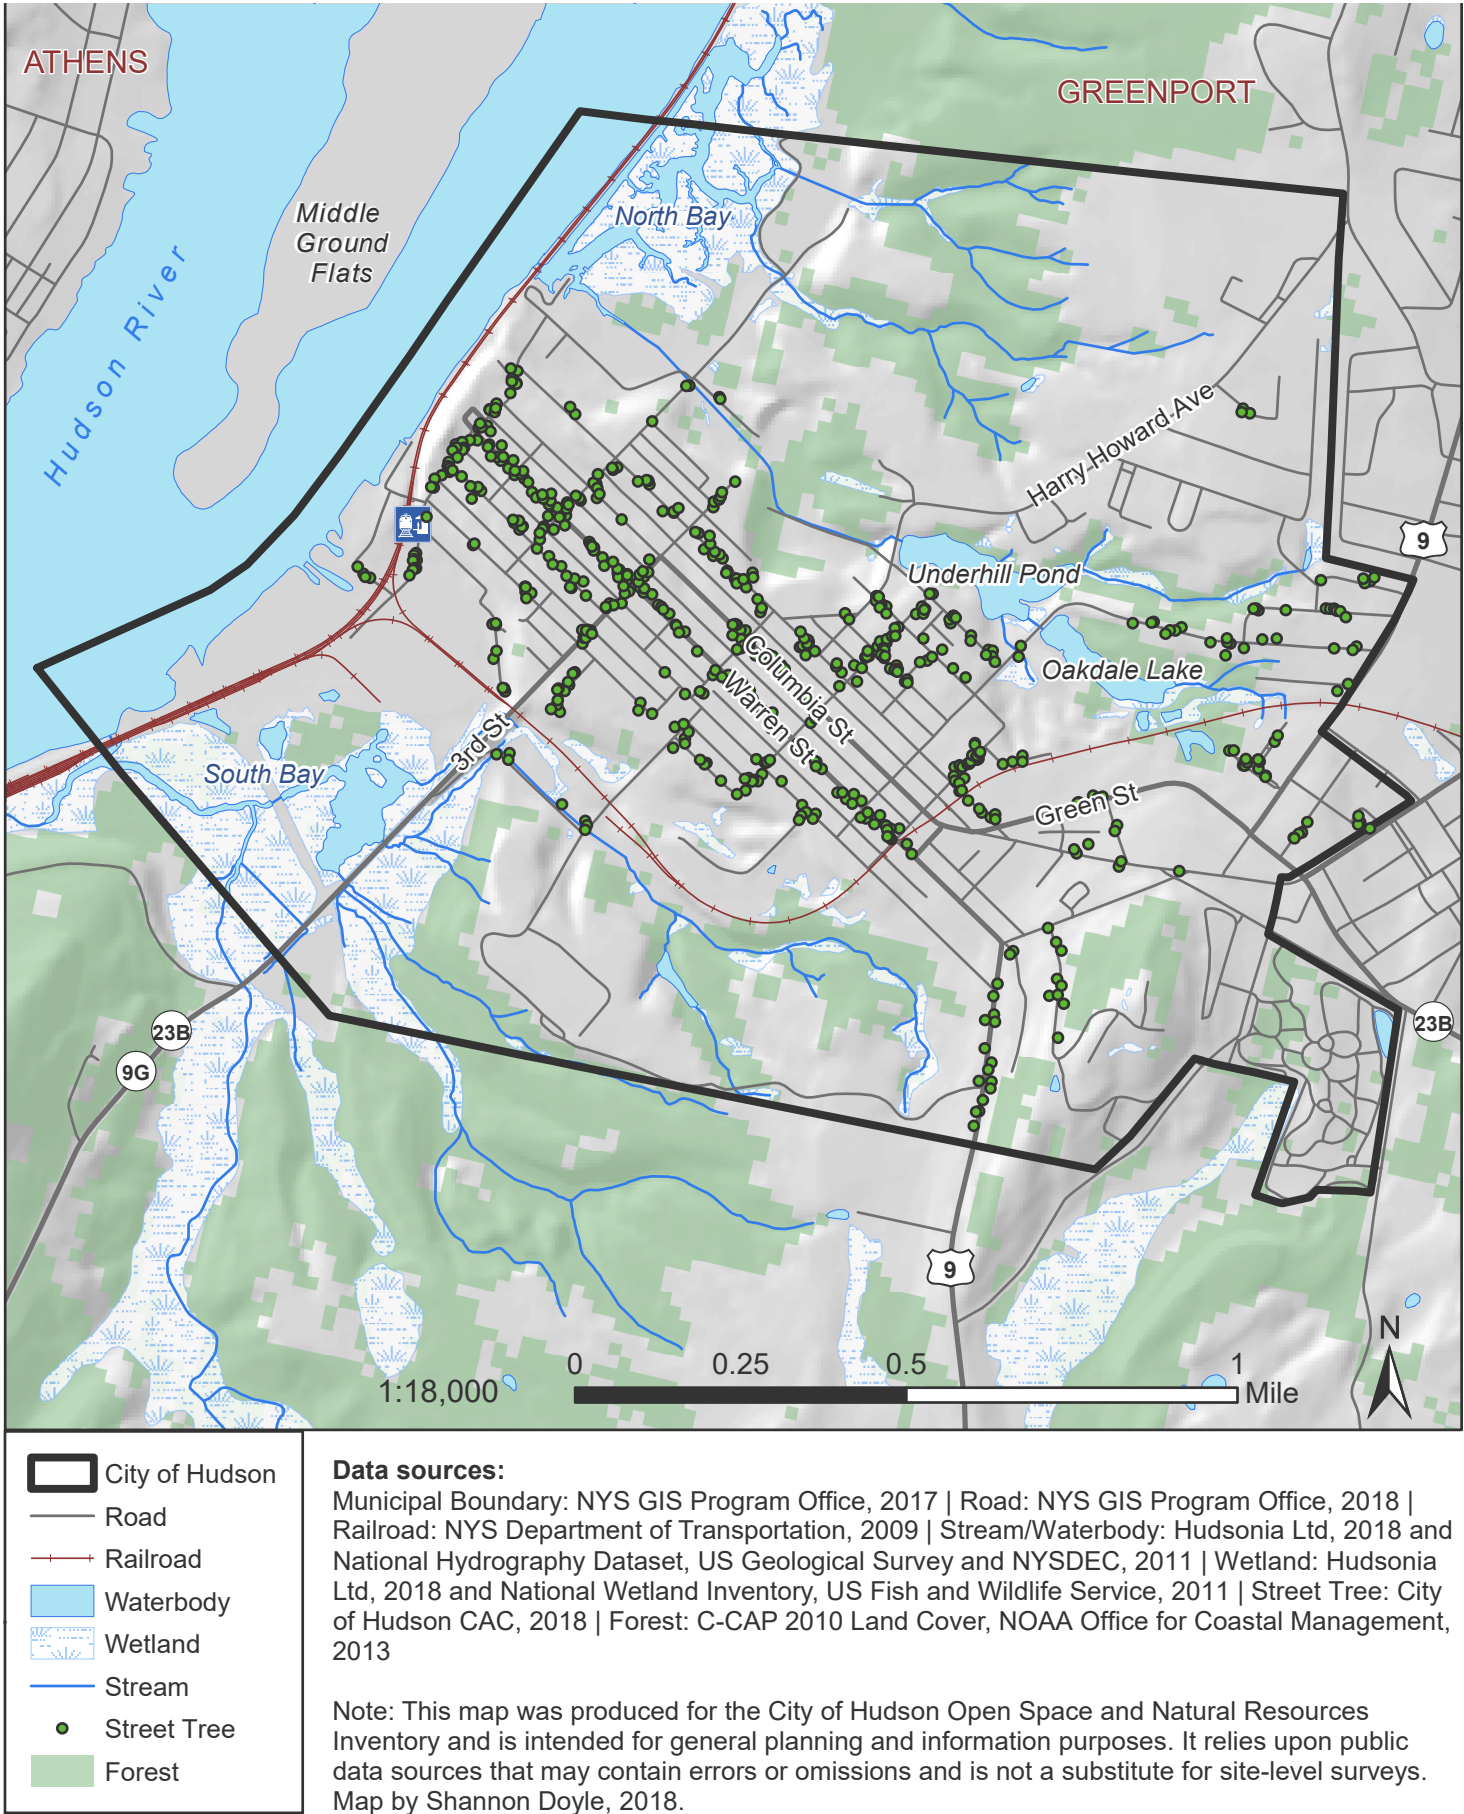 ATHENS
GREENPORT
Middle
Ground
Flats
North Bay
Hudson River
Harry Howard Ave
9
Underhill Pond
Oakdale Lake
Columbia St
Warren St
3rd St
South Bay
Green St
23B
23B
9G
9
N
0 0.25 0.5 1
1:18,000 Mile
City of Hudson
Road
Railroad
Waterbody
Wetland
Stream
Street Tree
Forest
Data sources:
Municipal Boundary: NYS GIS Program Office, 2017 | Road: NYS GIS Program Office, 2018 |
Railroad: NYS Department of Transportation, 2009 | Stream/Waterbody: Hudsonia Ltd, 2018 and
National Hydrography Dataset, US Geological Survey and NYSDEC, 2011 | Wetland: Hudsonia
Ltd, 2018 and National Wetland Inventory, US Fish and Wildlife Service, 2011 | Street Tree: City
of Hudson CAC, 2018 | Forest: C-CAP 2010 Land Cover, NOAA Office for Coastal Management,
2013
Note: This map was produced for the City of Hudson Open Space and Natural Resources
Inventory and is intended for general planning and information purposes. It relies upon public
data sources that may contain errors or omissions and is not a substitute for site-level surveys.
Map by Shannon Doyle, 2018.